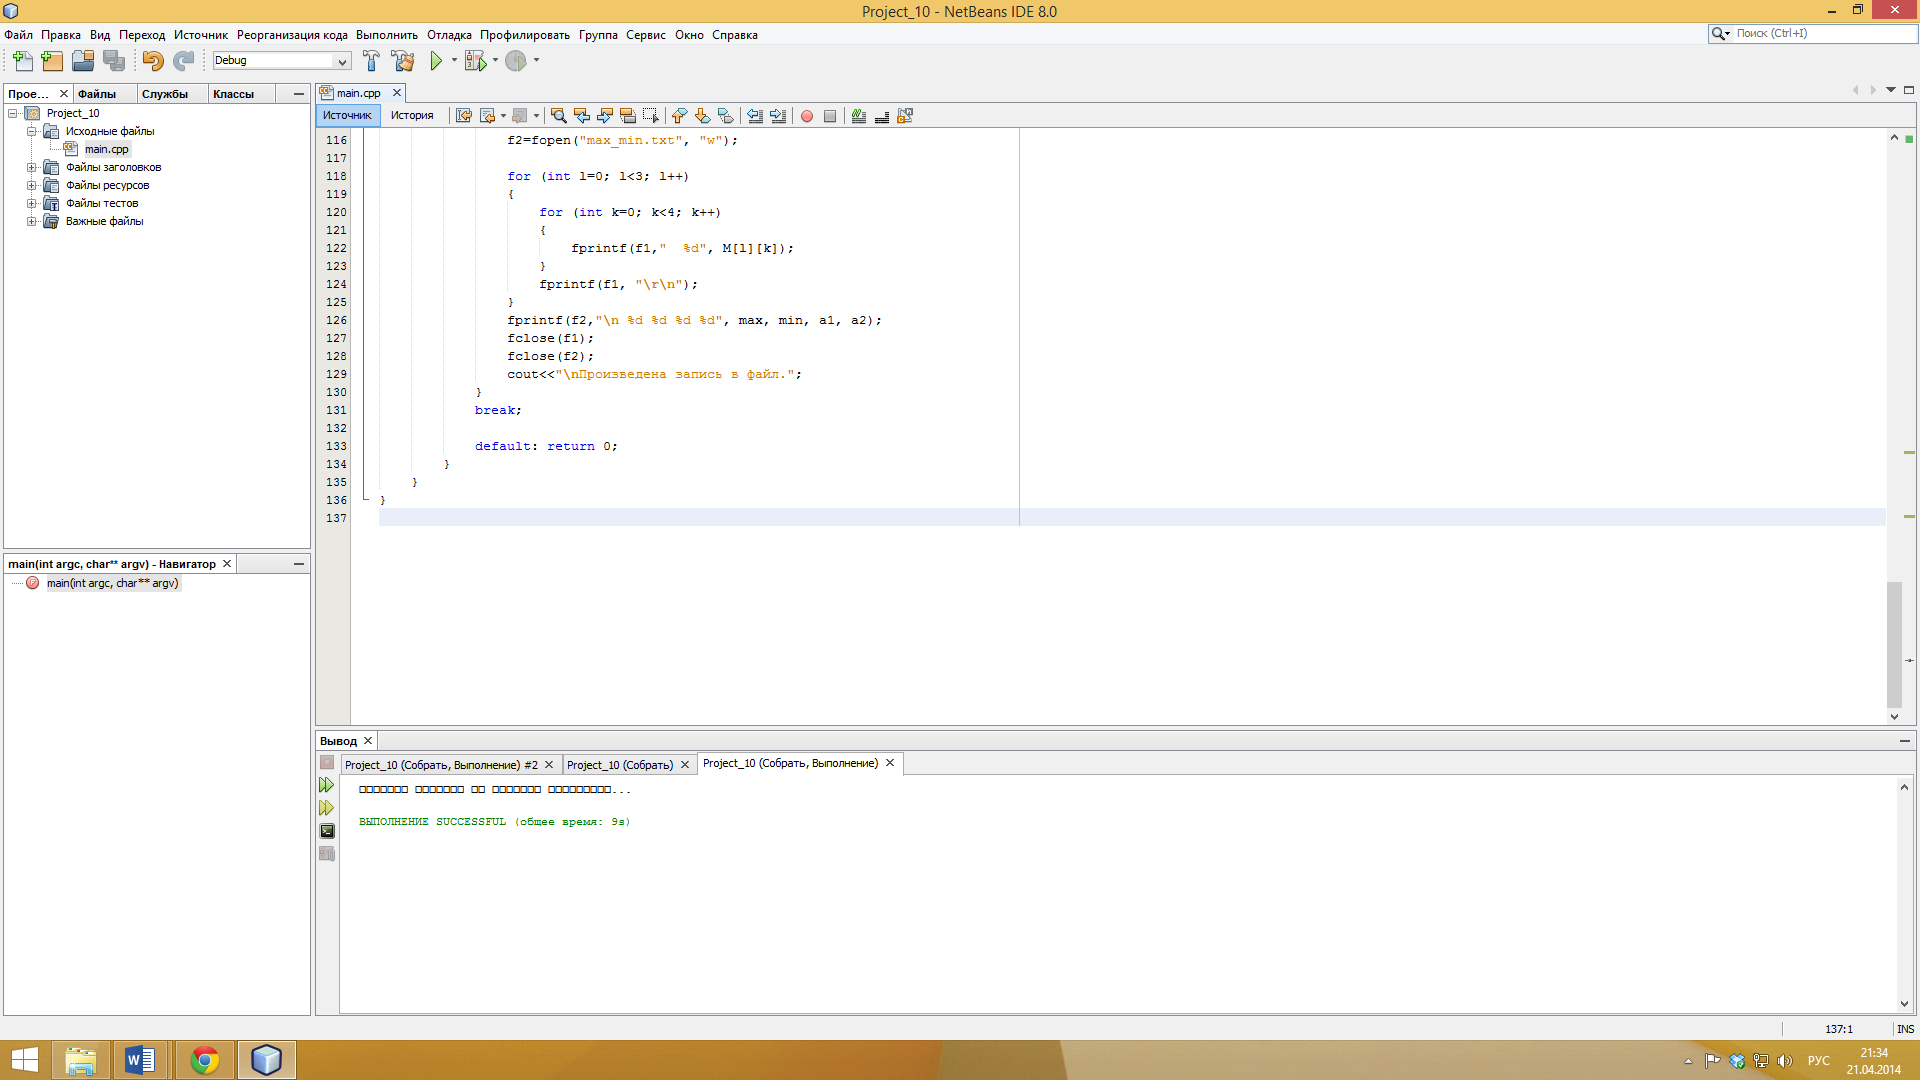 Project_10 - NetBeans IDE 8.0
Файл Правка Вид Переход Источник Реорганизация кода Выполнить Отладка Профилировать Группа Сервис Окно Справка
Поиск (Ctrl+I)
Debug
Прое... Файлы Службы Классы
Project_10
Исходные файлы
main.cpp
Файлы заголовков
Файлы ресурсов
Файлы тестов
Важные файлы
main(int argc, char** argv) - Навигатор
main(int argc, char** argv)
main.cpp
Источник История
116 f2=fopen("max_min.txt", "w");
117
118 for (int l=0; l<3; l++)
119 {
120 for (int k=0; k<4; k++)
121 {
122 fprintf(f1,"  %d", M[l][k]);
123 }
124 fprintf(f1, "\r\n");
125 }
126 fprintf(f2,"\n %d %d %d %d", max, min, a1, a2);
127 fclose(f1);
128 fclose(f2);
129 cout<<"\nПроизведена запись в файл.";
130 }
131 break;
132
133 default: return 0;
134 }
135 }
136 }
137
Вывод
Project_10 (Собрать, Выполнение) #2 Project_10 (Собрать) Project_10 (Собрать, Выполнение)
□□□□□□□ □□□□□□□ □□ □□□□□□□ □□□□□□□□□...
ВЫПОЛНЕНИЕ SUCCESSFUL (общее время: 9s)
137:1 INS
РУС
21:34
21.04.2014